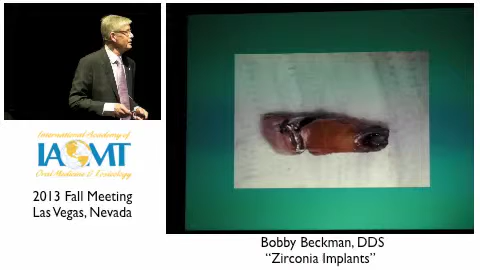 International Academy of
IAOMT
Oral Medicine & Toxicology
2013 Fall Meeting
Las Vegas, Nevada
Bobby Beckman, DDS
"Zirconia Implants"